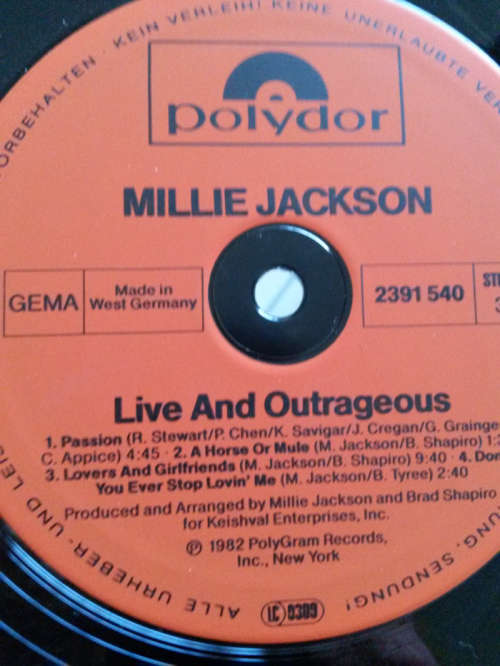 VORBEHALTEN · KEIN VERLEIH! KEINE UNERLAUBTE
polydor
MILLIE JACKSON
GEMA
Made in
West Germany
2391 540
Live And Outrageous
1. Passion (R. Stewart/P. Chen/K. Savigar/J. Cregan/G. Grainge
C. Appice) 4:45 · 2. A Horse Or Mule (M. Jackson/B. Shapiro) 1:3
3. Lovers And Girlfriends (M. Jackson/B. Shapiro) 9:40 · 4. Don
You Ever Stop Lovin' Me (M. Jackson/B. Tyree) 2:40
Produced and Arranged by Millie Jackson and Brad Shapiro
for Keishval Enterprises, Inc.
℗ 1982 PolyGram Records,
Inc., New York
LC 0309
ALLE URHEBER- UND LEIS
SENDUNG!